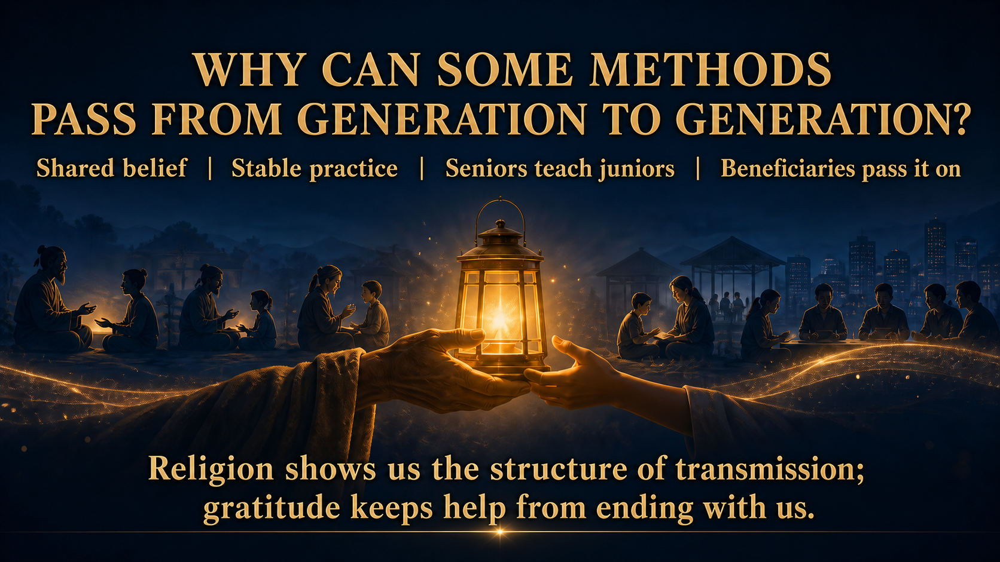 WHY CAN SOME METHODS
PASS FROM GENERATION TO GENERATION?
Shared belief | Stable practice | Seniors teach juniors | Beneficiaries pass it on
Religion shows us the structure of transmission;
gratitude keeps help from ending with us.